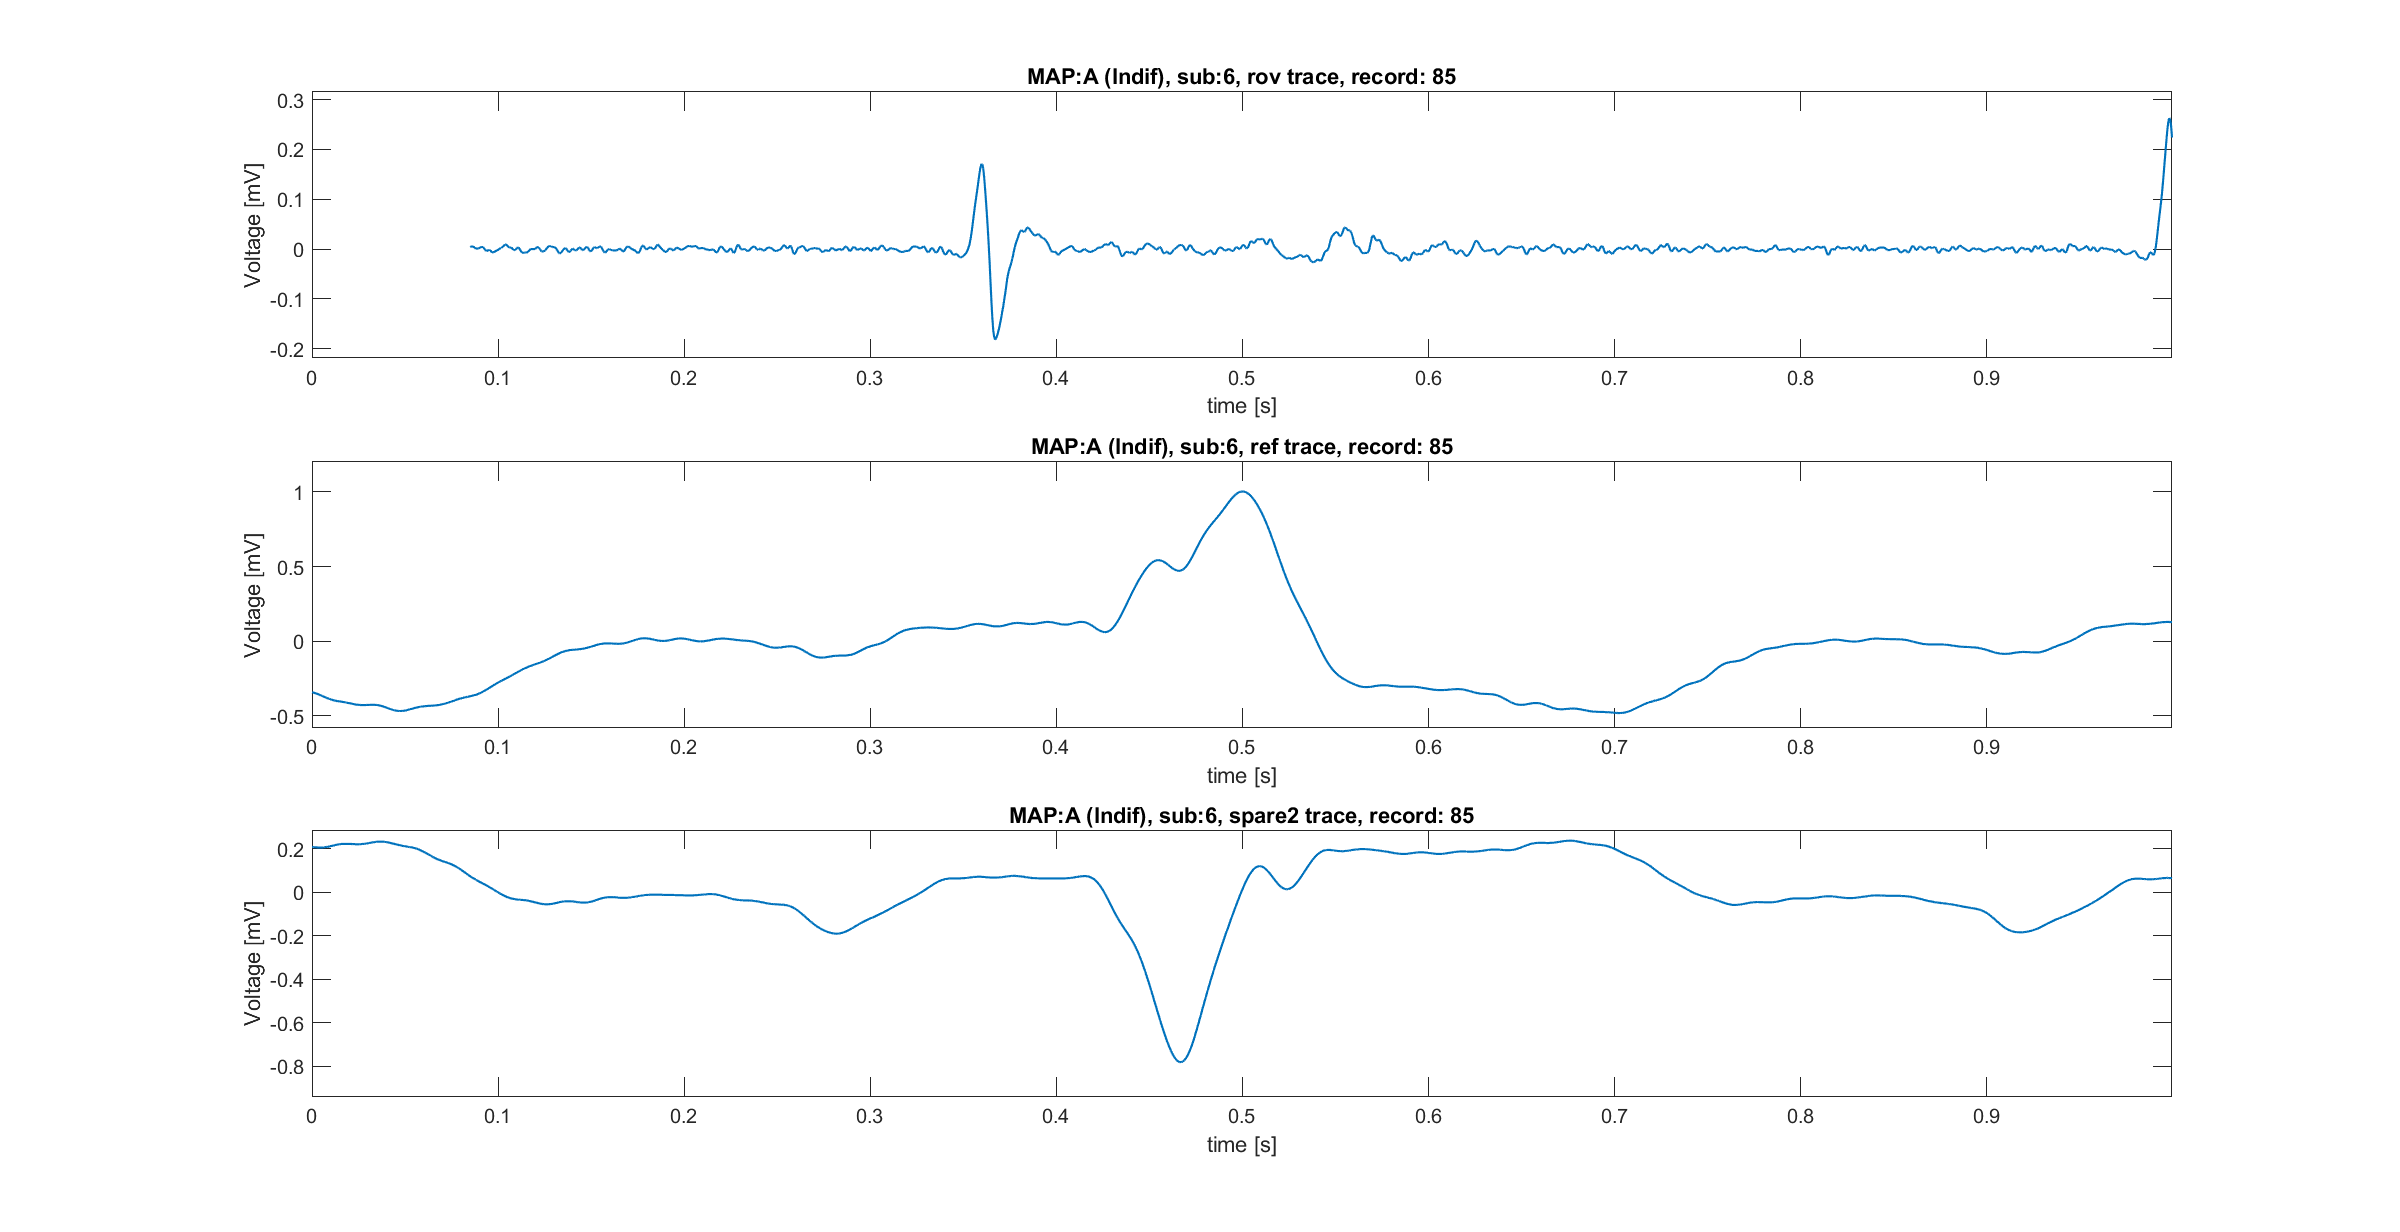 MAP:A (Indif), sub:6, rov trace, record: 85
Voltage [mV]
0.3
0.2
0.1
0
-0.1
-0.2
0 0.1 0.2 0.3 0.4 0.5 0.6 0.7 0.8 0.9
time [s]
MAP:A (Indif), sub:6, ref trace, record: 85
Voltage [mV]
1
0.5
0
-0.5
0 0.1 0.2 0.3 0.4 0.5 0.6 0.7 0.8 0.9
time [s]
MAP:A (Indif), sub:6, spare2 trace, record: 85
Voltage [mV]
0.2
0
-0.2
-0.4
-0.6
-0.8
0 0.1 0.2 0.3 0.4 0.5 0.6 0.7 0.8 0.9
time [s]